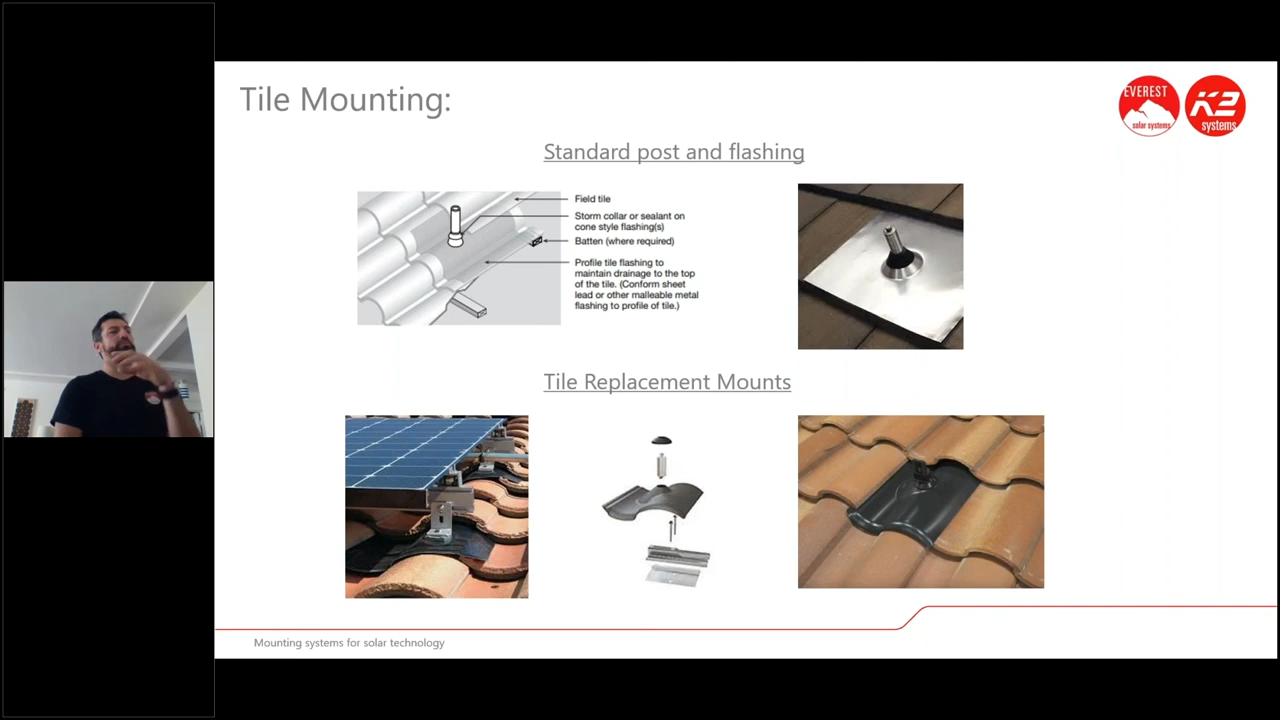 Tile Mounting:
EVEREST
solar systems
K2
systems
Standard post and flashing
Field tile
Storm collar or sealant on
cone style flashing(s)
Batten (where required)
Profile tile flashing to
maintain drainage to the top
of the tile. (Conform sheet
lead or other malleable metal
flashing to profile of tile.)
Tile Replacement Mounts
Mounting systems for solar technology